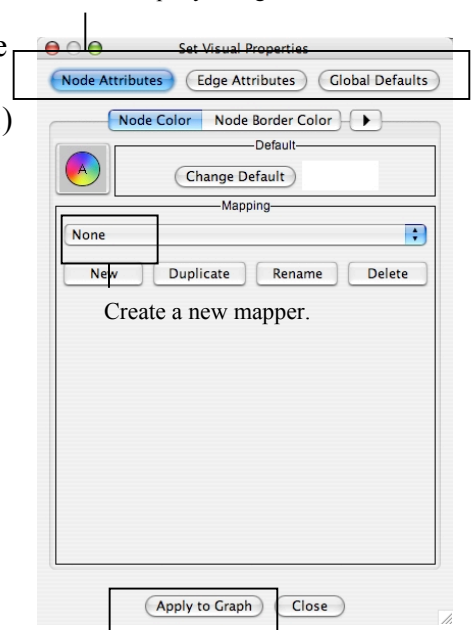 Set Visual Properties
Node Attributes Edge Attributes Global Defaults
)
Node Color Node Border Color
Default
A
Change Default
Mapping
None
New Duplicate Rename Delete
Create a new mapper.
Apply to Graph Close